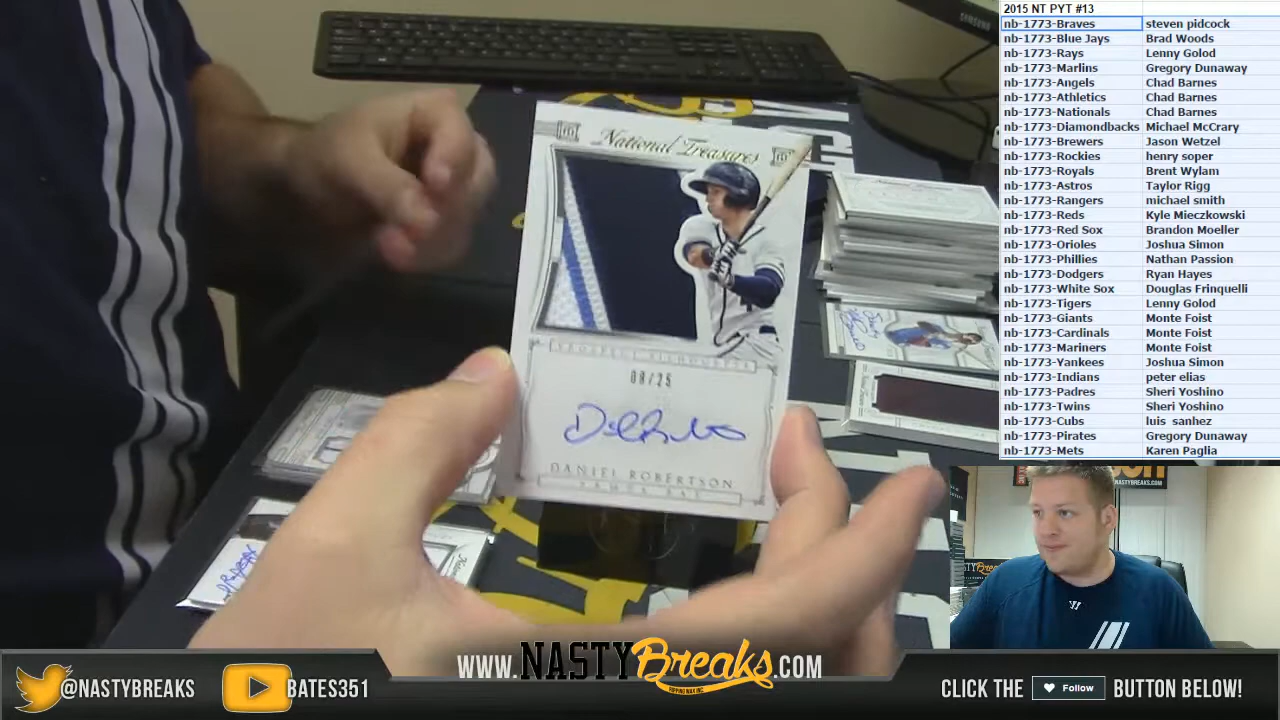 2015 NT PYT #13
nb-1773-Braves steven pidcock
nb-1773-Blue Jays Brad Woods
nb-1773-Rays Lenny Golod
nb-1773-Marlins Gregory Dunaway
nb-1773-Angels Chad Barnes
nb-1773-Athletics Chad Barnes
nb-1773-Nationals Chad Barnes
nb-1773-Diamondbacks Michael McCrary
nb-1773-Brewers Jason Wetzel
nb-1773-Rockies henry soper
nb-1773-Royals Brent Wylam
nb-1773-Astros Taylor Rigg
nb-1773-Rangers michael smith
nb-1773-Reds Kyle Mieczkowski
nb-1773-Red Sox Brandon Moeller
nb-1773-Orioles Joshua Simon
nb-1773-Phillies Nathan Passion
nb-1773-Dodgers Ryan Hayes
nb-1773-White Sox Douglas Frinquelli
nb-1773-Tigers Lenny Golod
nb-1773-Giants Monte Foist
nb-1773-Cardinals Monte Foist
nb-1773-Mariners Monte Foist
nb-1773-Yankees Joshua Simon
nb-1773-Indians peter elias
nb-1773-Padres Sheri Yoshino
nb-1773-Twins Sheri Yoshino
nb-1773-Cubs luis sanhez
nb-1773-Pirates Gregory Dunaway
nb-1773-Mets Karen Paglia
National Treasures
08/25
DANIEL ROBERTSON
TAMPA BAY
@NASTYBREAKS
BATES351
WWW.NASTYBreaks.COM
CLICK THE Follow BUTTON BELOW!